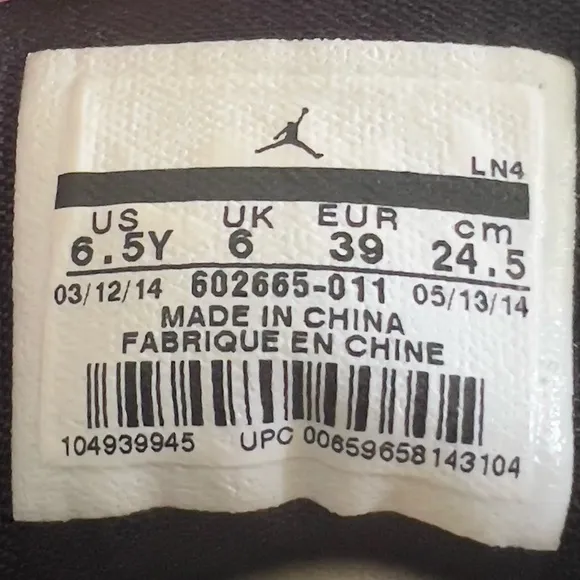 LN4
US UK EUR cm
6.5Y 6 39 24.5
03/12/14 602665-011 05/13/14
MADE IN CHINA
FABRIQUE EN CHINE
104939945 UPC 00659658143104